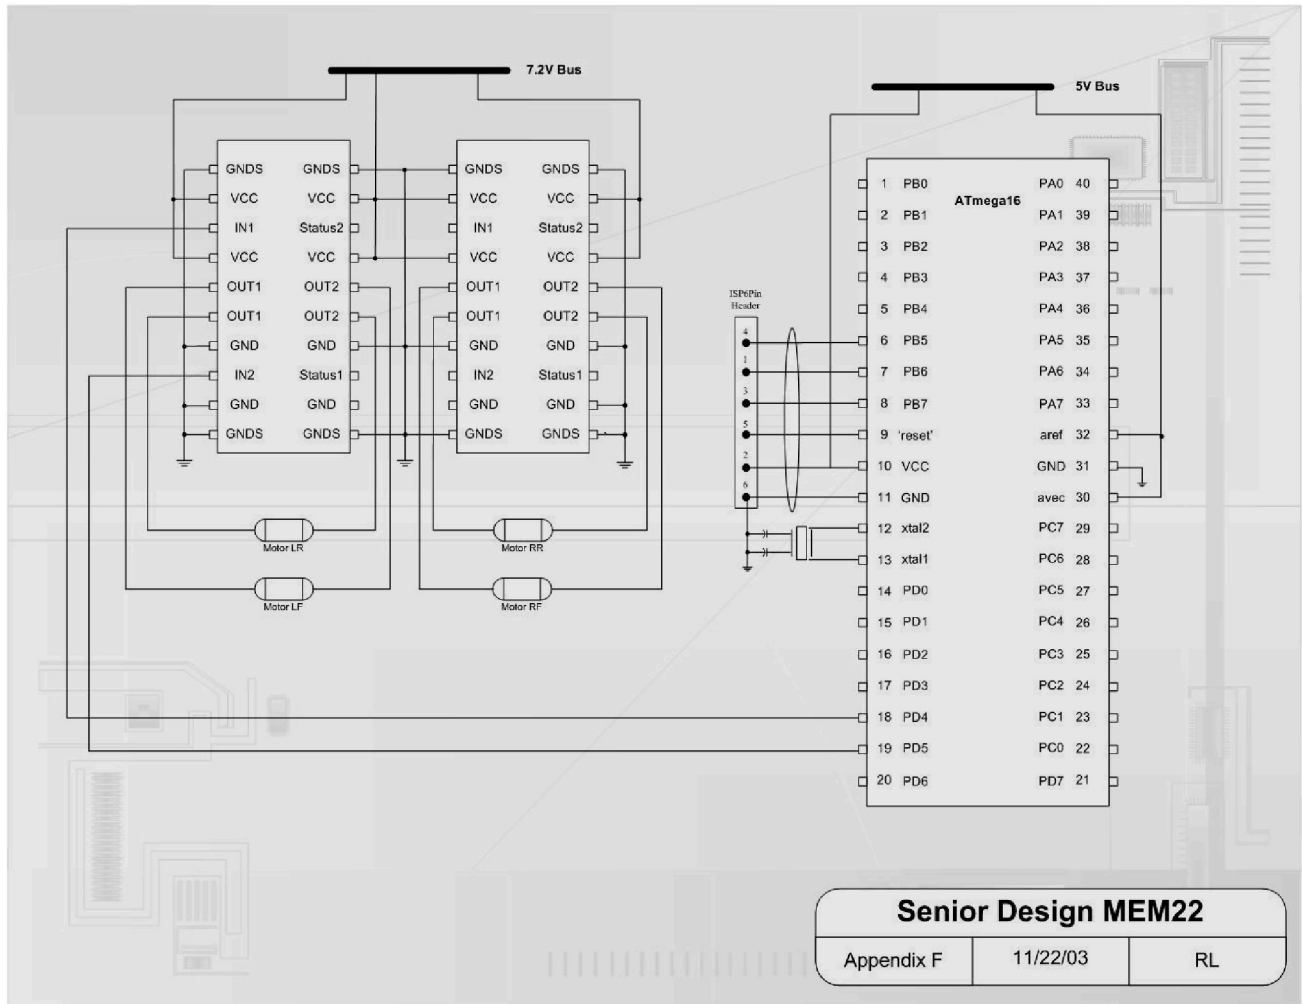 7.2V Bus
5V Bus
GNDS GNDS
VCC VCC
IN1 Status2
VCC VCC
OUT1 OUT2
OUT1 OUT2
GND GND
IN2 Status1
GND GND
GNDS GNDS
GNDS GNDS
VCC VCC
IN1 Status2
VCC VCC
OUT1 OUT2
OUT1 OUT2
GND GND
IN2 Status1
GND GND
GNDS GNDS
Motor LR
Motor LF
Motor RR
Motor RF
ISP6Pin
Header
4
1
3
5
2
6
ATmega16
1 PB0 PA0 40
2 PB1 PA1 39
3 PB2 PA2 38
4 PB3 PA3 37
5 PB4 PA4 36
6 PB5 PA5 35
7 PB6 PA6 34
8 PB7 PA7 33
9 'reset' aref 32
10 VCC GND 31
11 GND avec 30
12 xtal2 PC7 29
13 xtal1 PC6 28
14 PD0 PC5 27
15 PD1 PC4 26
16 PD2 PC3 25
17 PD3 PC2 24
18 PD4 PC1 23
19 PD5 PC0 22
20 PD6 PD7 21
Senior Design MEM22
Appendix F 11/22/03 RL